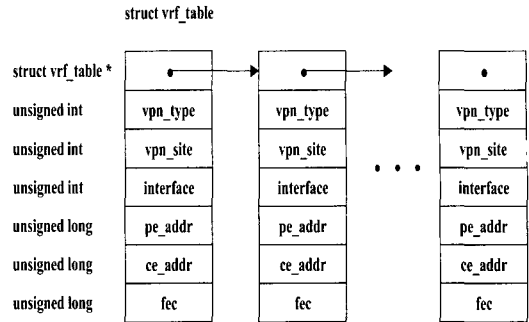 struct vrf_table
struct vrf_table *
unsigned int vpn_type vpn_type vpn_type
unsigned int vpn_site vpn_site vpn_site
unsigned int interface interface interface
unsigned long pe_addr pe_addr pe_addr
unsigned long ce_addr ce_addr ce_addr
unsigned long fec fec fec